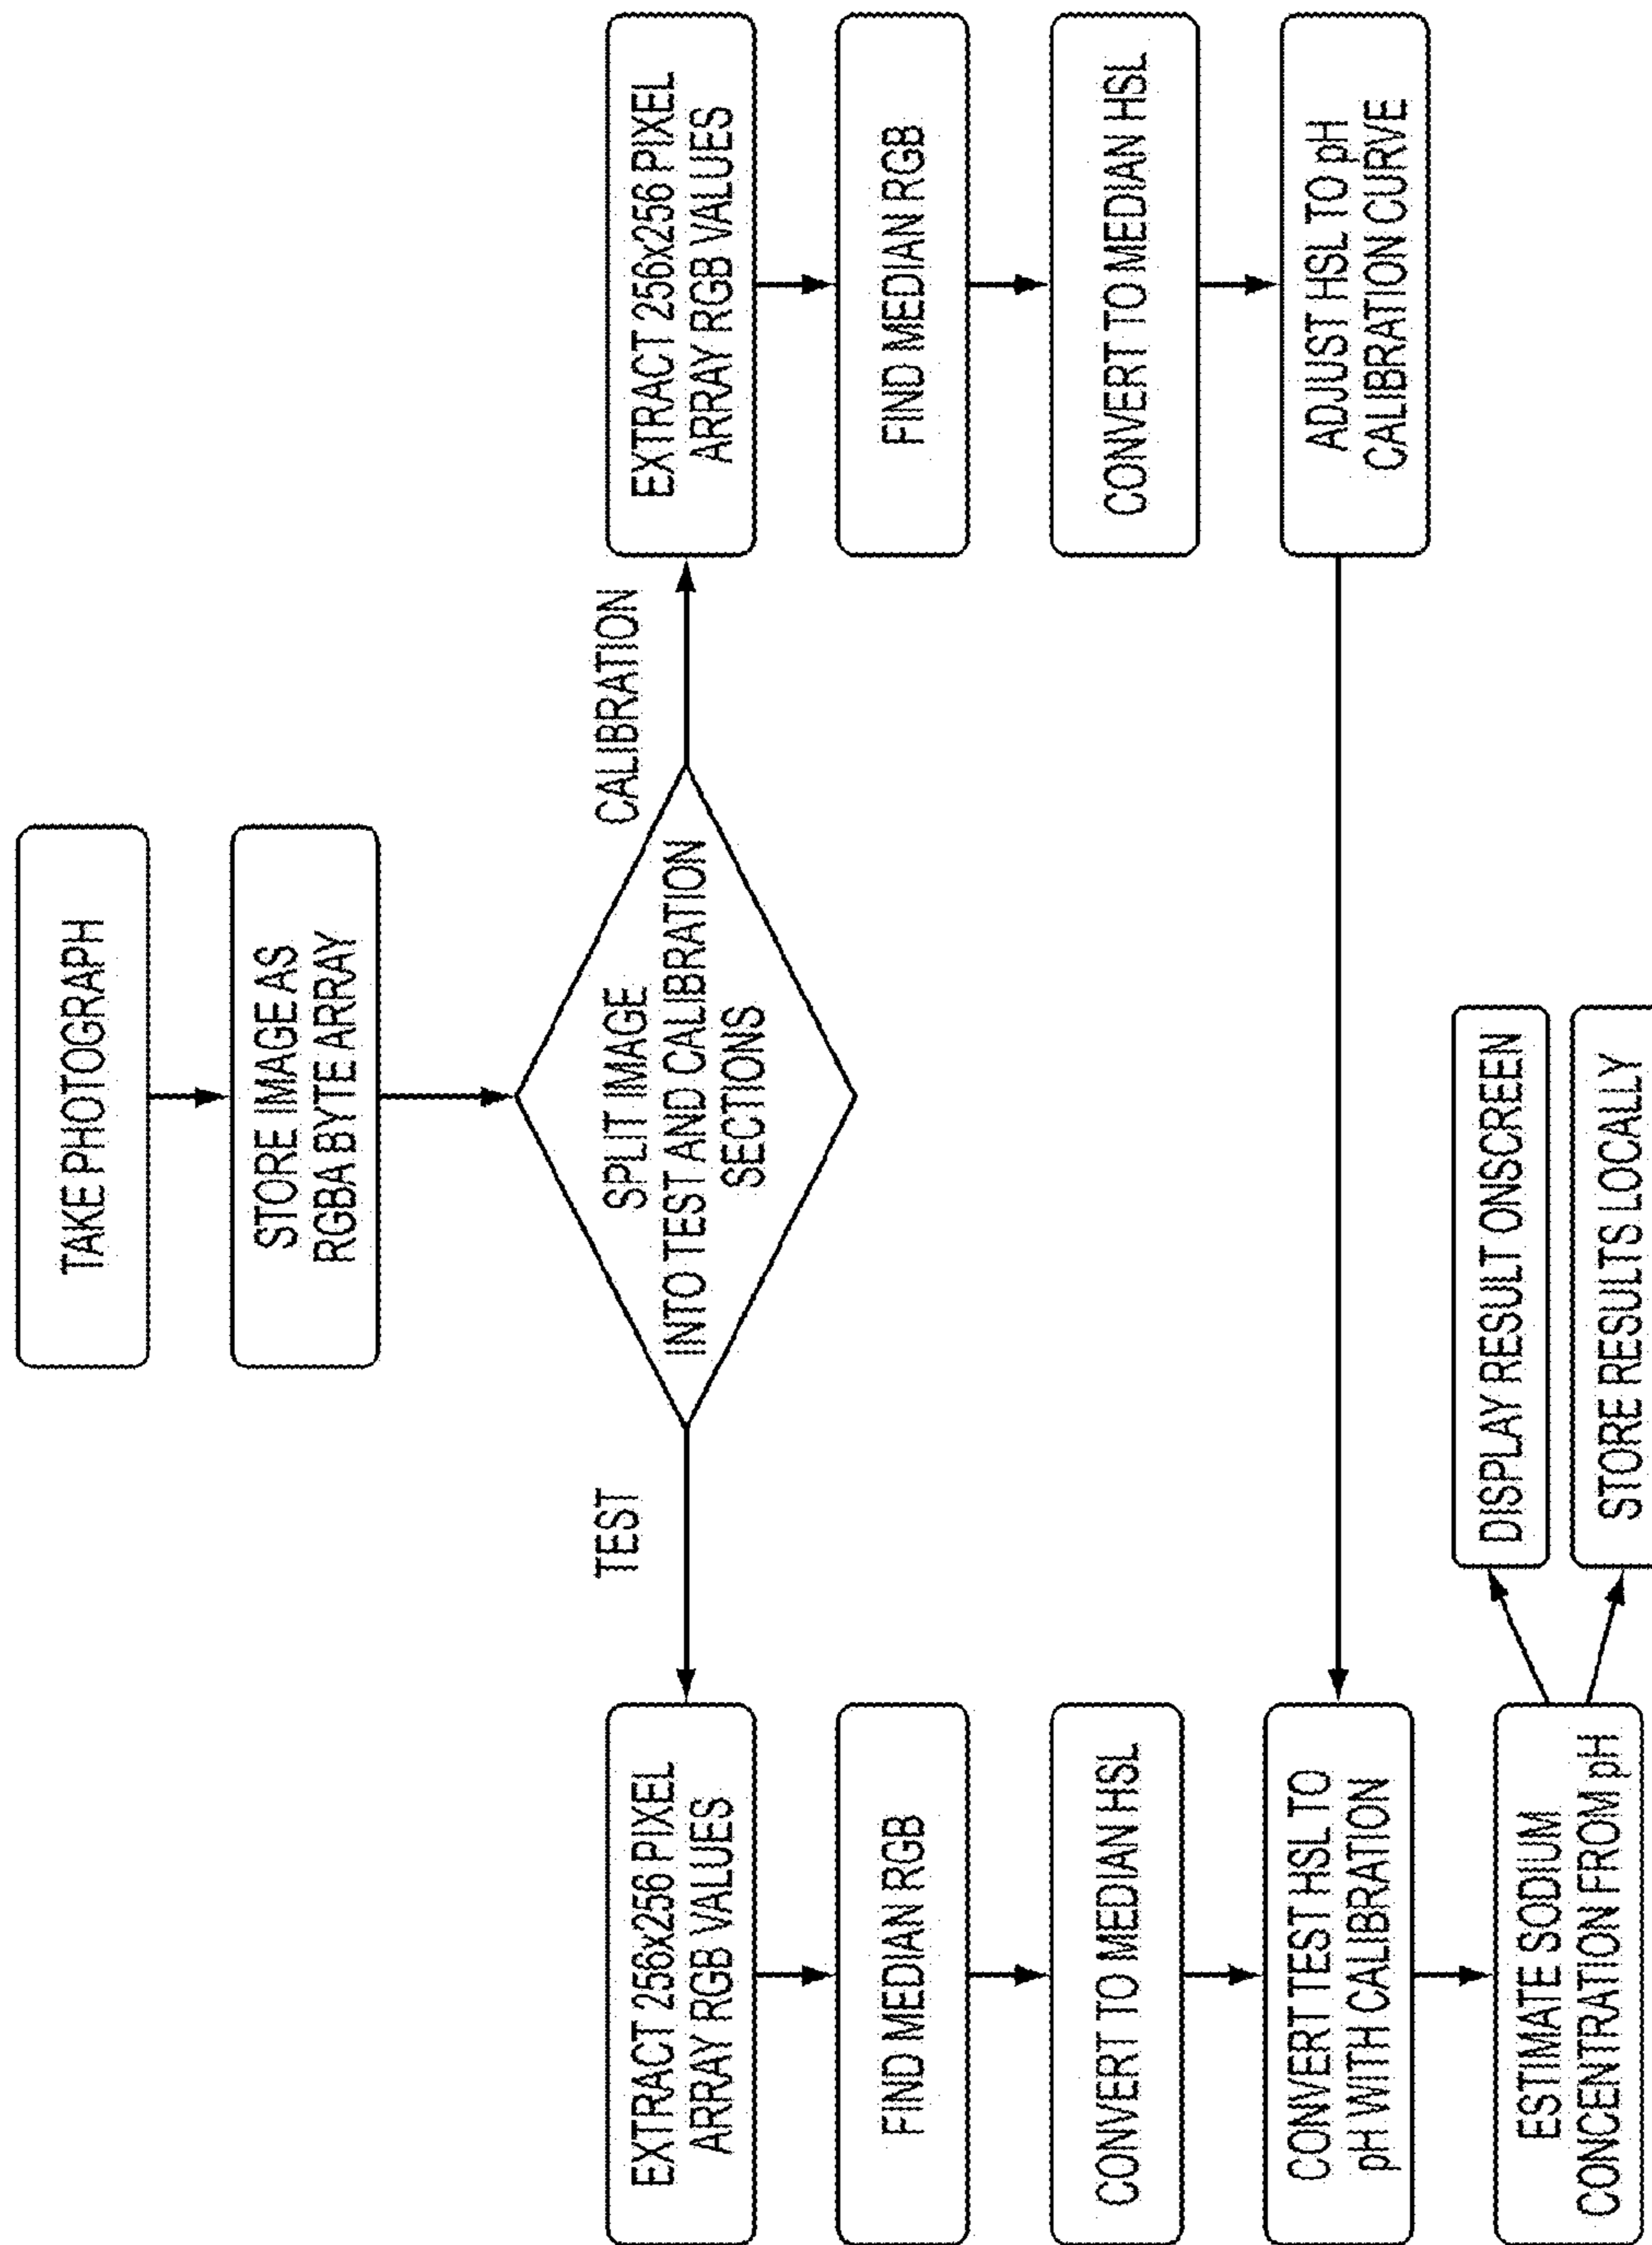 TAKE PHOTOGRAPH
STORE IMAGE AS
RGBA BYTE ARRAY
SPLIT IMAGE
INTO TEST AND CALIBRATION
SECTIONS
TEST
CALIBRATION
EXTRACT 256x256 PIXEL
ARRAY RGB VALUES
FIND MEDIAN RGB
CONVERT TO MEDIAN HSL
CONVERT TEST HSL TO
pH WITH CALIBRATION
ESTIMATE SODIUM
CONCENTRATION FROM pH
DISPLAY RESULT ONSCREEN
STORE RESULTS LOCALLY
EXTRACT 256x256 PIXEL
ARRAY RGB VALUES
FIND MEDIAN RGB
CONVERT TO MEDIAN HSL
ADJUST HSL TO pH
CALIBRATION CURVE